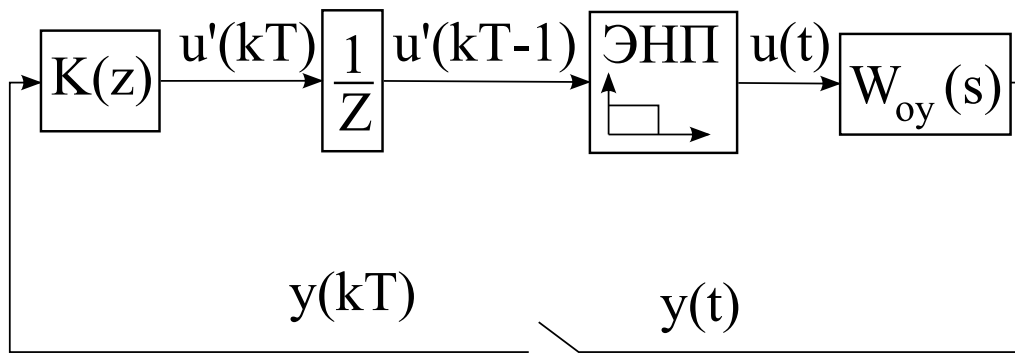 K(z)
u'(kT)
1
Z
u'(kT-1)
ЭНП
u(t)
W_oy (s)
y(kT)
y(t)